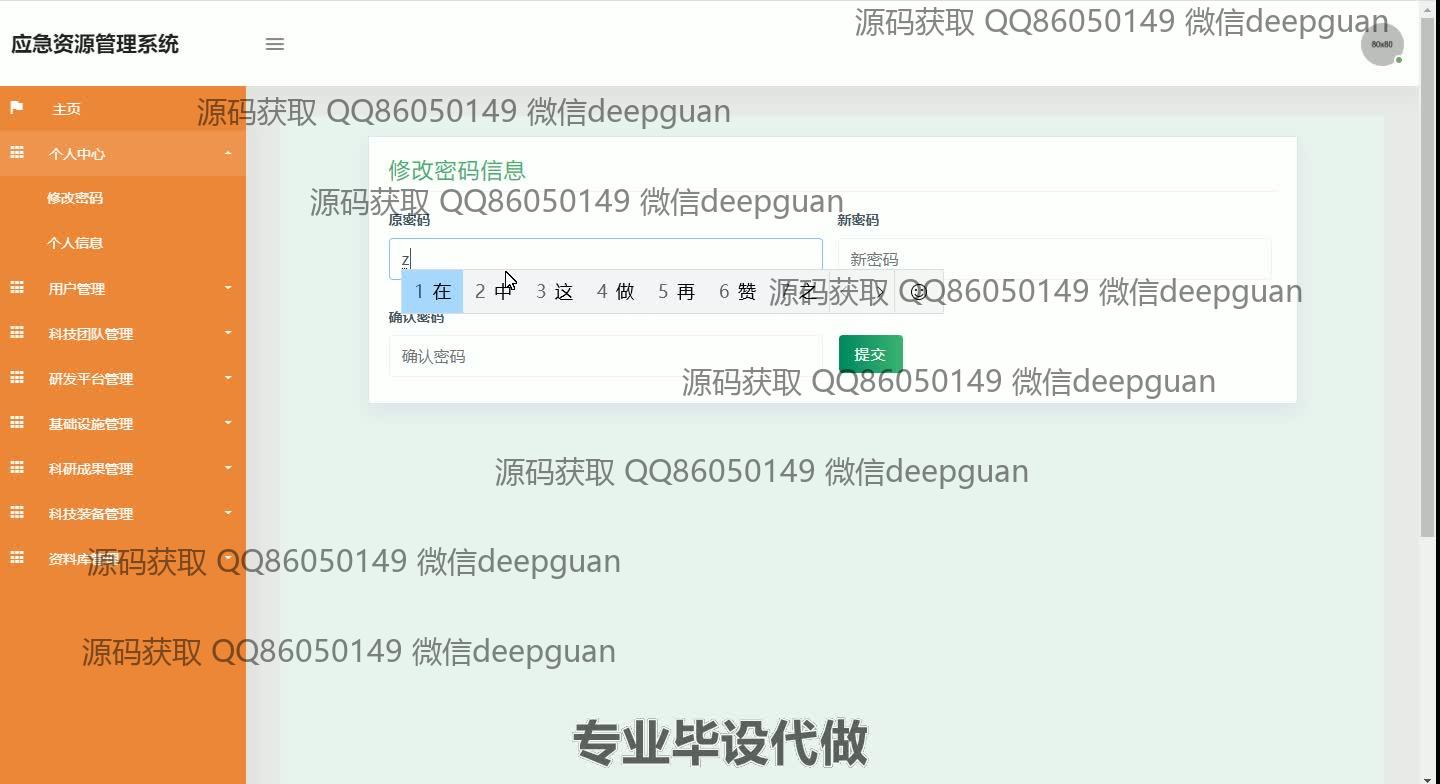 源码获取 QQ86050149 微信deepguan
应急资源管理系统
80x80
主页
源码获取 QQ86050149 微信deepguan
个人中心
修改密码信息
修改密码
源码获取 QQ86050149 微信deepguan
原密码
新密码
个人信息
z
新密码
用户管理
1 在 2 中 3 这 4 做 5 再 6 赞 7 之
源码获取 QQ86050149 微信deepguan
确认密码
科技团队管理
确认密码
提交
研发平台管理
源码获取 QQ86050149 微信deepguan
基础设施管理
科研成果管理
源码获取 QQ86050149 微信deepguan
科技装备管理
资料库管理
源码获取 QQ86050149 微信deepguan
源码获取 QQ86050149 微信deepguan
专业毕设代做